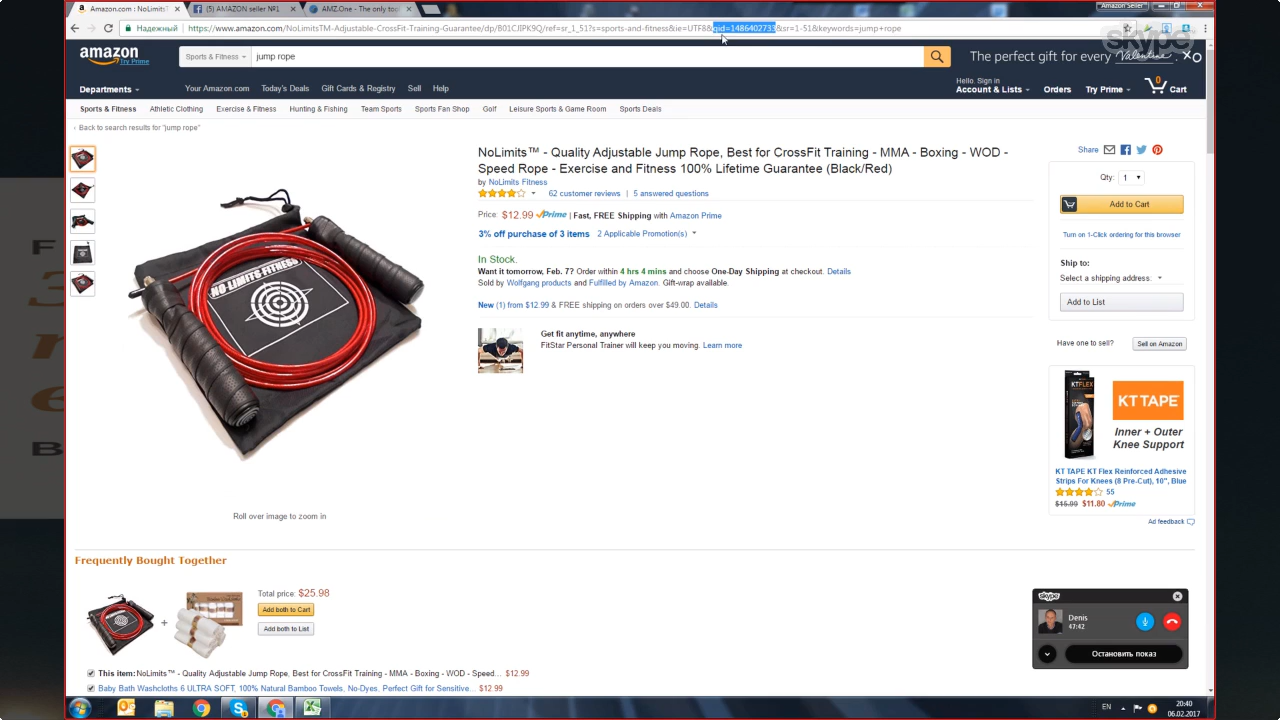 Amazon.com : NoLimits™
(5) AMAZON seller №1
AMZ.One - The only tool
Amazon Seller
Надежный
https://www.amazon.com/NoLimitsTM-Adjustable-CrossFit-Training-Guarantee/dp/B01CJIPK9Q/ref=sr_1_51?s=sports-and-fitness&ie=UTF8&qid=1486402733&sr=1-51&keywords=jump+rope
skype
amazon
Try Prime
Sports & Fitness
jump rope
The perfect gift for every Valentine.
Departments
Your Amazon.com
Today's Deals
Gift Cards & Registry
Sell
Help
Hello. Sign in
Account & Lists
Orders
Try Prime
0
Cart
Sports & Fitness
Athletic Clothing
Exercise & Fitness
Hunting & Fishing
Team Sports
Sports Fan Shop
Golf
Leisure Sports & Game Room
Sports Deals
‹ Back to search results for "jump rope"
NoLimits™ - Quality Adjustable Jump Rope, Best for CrossFit Training - MMA - Boxing - WOD -
Speed Rope - Exercise and Fitness 100% Lifetime Guarantee (Black/Red)
by NoLimits Fitness
62 customer reviews | 5 answered questions
Price: $12.99 Prime | Fast, FREE Shipping with Amazon Prime
3% off purchase of 3 items 2 Applicable Promotion(s)
In Stock.
Want it tomorrow, Feb. 7? Order within 4 hrs 4 mins and choose One-Day Shipping at checkout. Details
Sold by Wolfgang products and Fulfilled by Amazon. Gift-wrap available.
New (1) from $12.99 & FREE shipping on orders over $49.00. Details
Get fit anytime, anywhere
FitStar Personal Trainer will keep you moving. Learn more
NO-LIMITS-FITNESS
Roll over image to zoom in
Share
Qty: 1
Add to Cart
Turn on 1-Click ordering for this browser
Ship to:
Select a shipping address:
Add to List
Have one to sell?
Sell on Amazon
KTFLEX
KT TAPE
Inner + Outer
Knee Support
KT TAPE KT Flex Reinforced Adhesive
Strips For Knees (8 Pre-Cut), 10", Blue
55
$15.99 $11.80 Prime
Ad feedback
Frequently Bought Together
+
Total price: $25.98
Add both to Cart
Add both to List
This item: NoLimits™ - Quality Adjustable Jump Rope, Best for CrossFit Training - MMA - Boxing - WOD - Speed… $12.99
Baby Bath Washcloths 6 ULTRA SOFT, 100% Natural Bamboo Towels, No-Dyes, Perfect Gift for Sensitive… $12.99
skype
Denis
47:42
Остановить показ
EN
20:40
06.02.2017